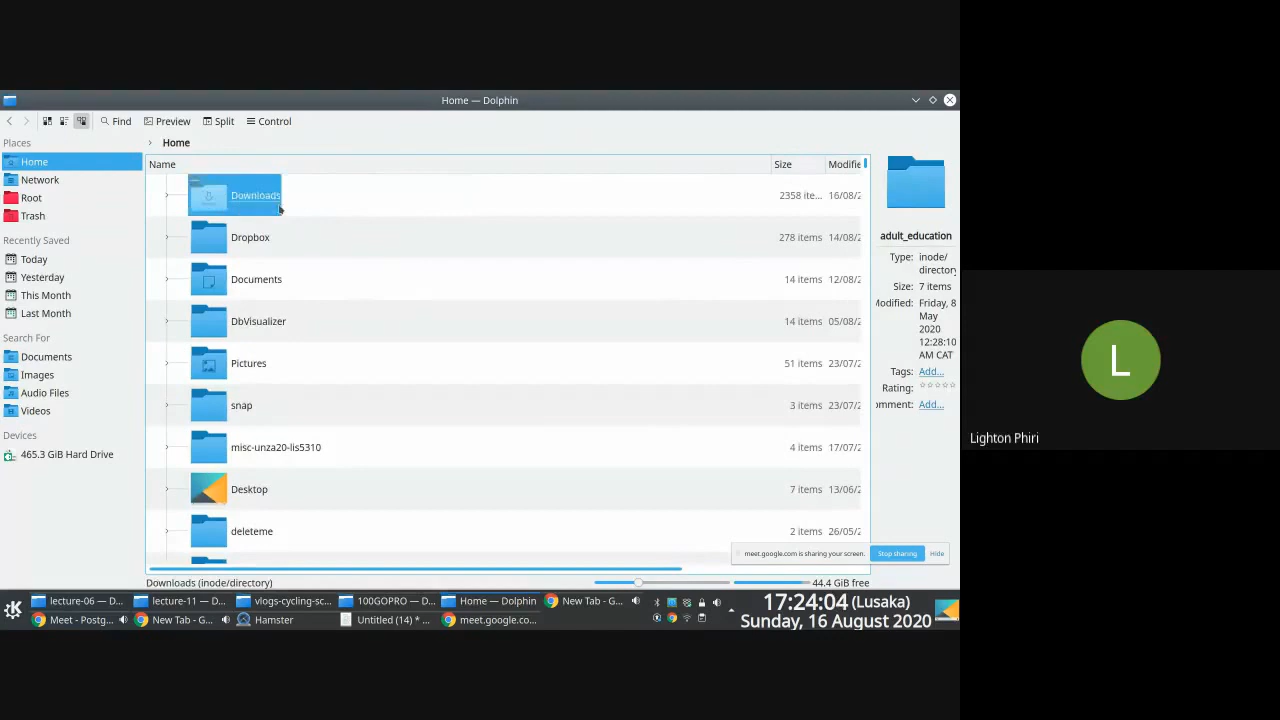 Home — Dolphin
Find Preview Split Control
Places
Home
Network
Root
Trash
Recently Saved
Today
Yesterday
This Month
Last Month
Search For
Documents
Images
Audio Files
Videos
Devices
465.3 GiB Hard Drive
Home
Name Size Modifie
Downloads 2358 ite... 16/08/2
Dropbox 278 items 14/08/2
Documents 14 items 12/08/2
DbVisualizer 14 items 05/08/2
Pictures 51 items 23/07/2
snap 3 items 23/07/2
misc-unza20-lis5310 4 items 17/07/2
Desktop 7 items 13/06/2
deleteme 2 items 26/05/2
adult_education
Type: inode/
directory
Size: 7 items
Modified: Friday, 8
May
2020
12:28:10
AM CAT
Tags: Add...
Rating:
omment: Add...
meet.google.com is sharing your screen. Stop sharing Hide
Downloads (inode/directory) 44.4 GiB free
lecture-06 — D... lecture-11 — D... vlogs-cycling-sc... 100GOPRO — D... Home — Dolphin New Tab - G...
Meet - Postg... New Tab - G... Hamster Untitled (14) * ... meet.google.co...
17:24:04 (Lusaka)
Sunday, 16 August 2020
L
Lighton Phiri